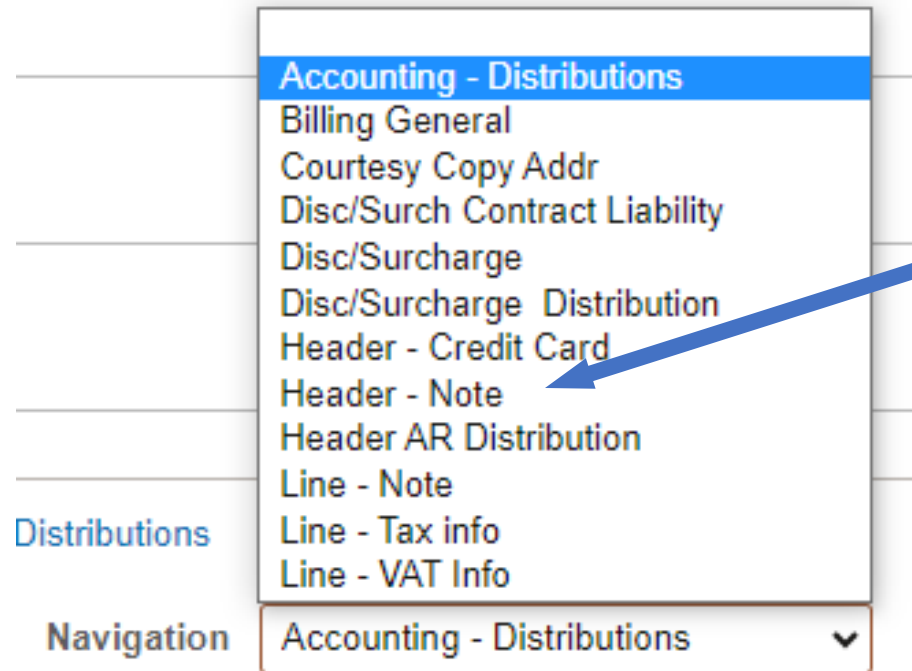 Accounting - Distributions
Billing General
Courtesy Copy Addr
Disc/Surch Contract Liability
Disc/Surcharge
Disc/Surcharge  Distribution
Header - Credit Card
Header - Note
Header AR Distribution
Line - Note
Line - Tax info
Line - VAT Info
Distributions
Navigation Accounting - Distributions